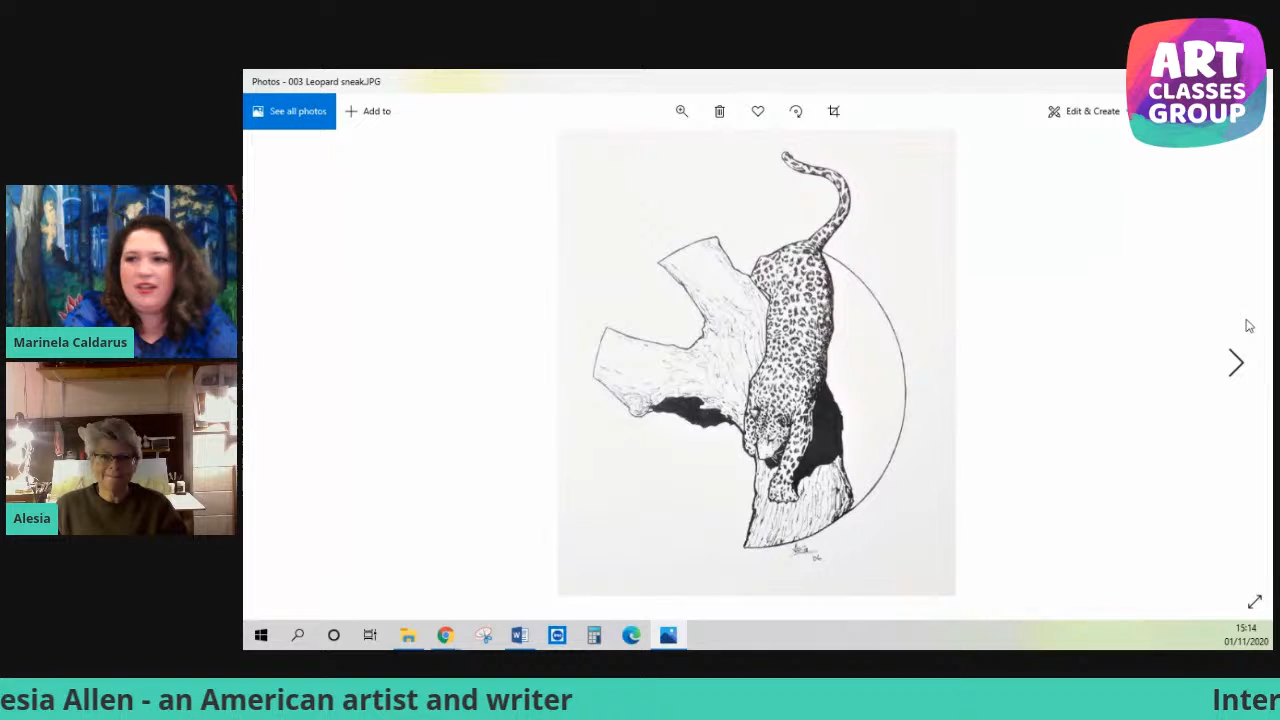 ART
CLASSES
GROUP
Photos - 003 Leopard sneak.JPG
See all photos
Add to
Edit & Create
Marinela Caldarus
Alesia
15:14
01/11/2020
esia Allen - an American artist and writer
Inter